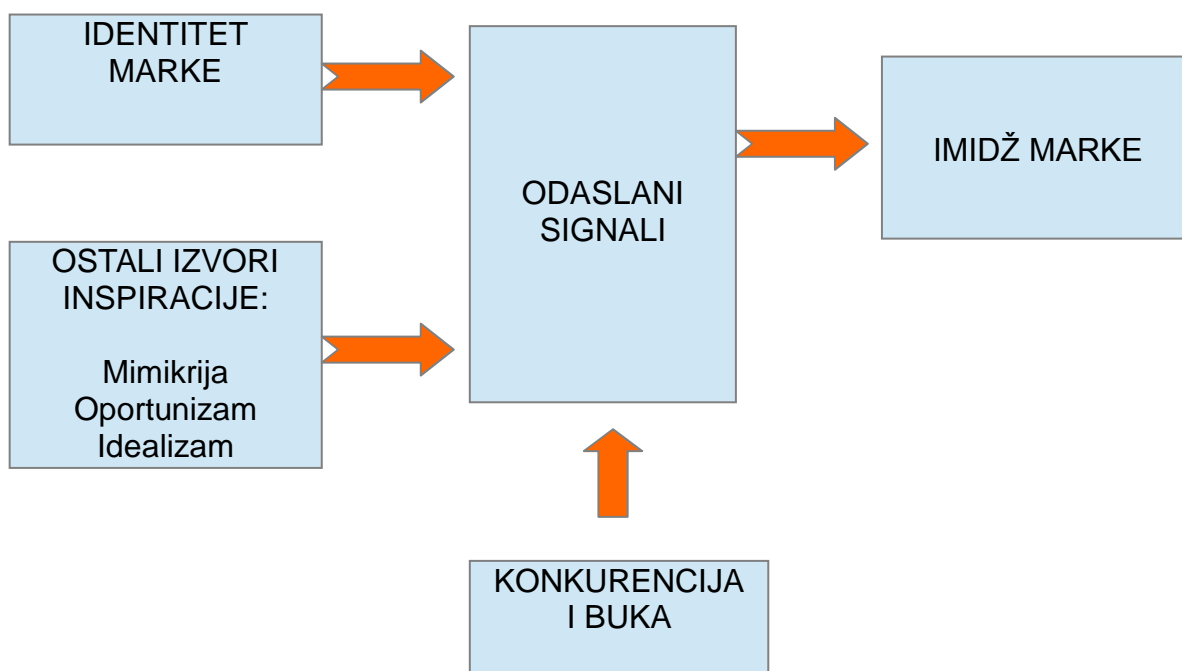 IDENTITET
MARKE
OSTALI IZVORI
INSPIRACIJE:
Mimikrija
Oportunizam
Idealizam
ODASLANI
SIGNALI
KONKURENCIJA
I BUKA
IMIDŽ MARKE